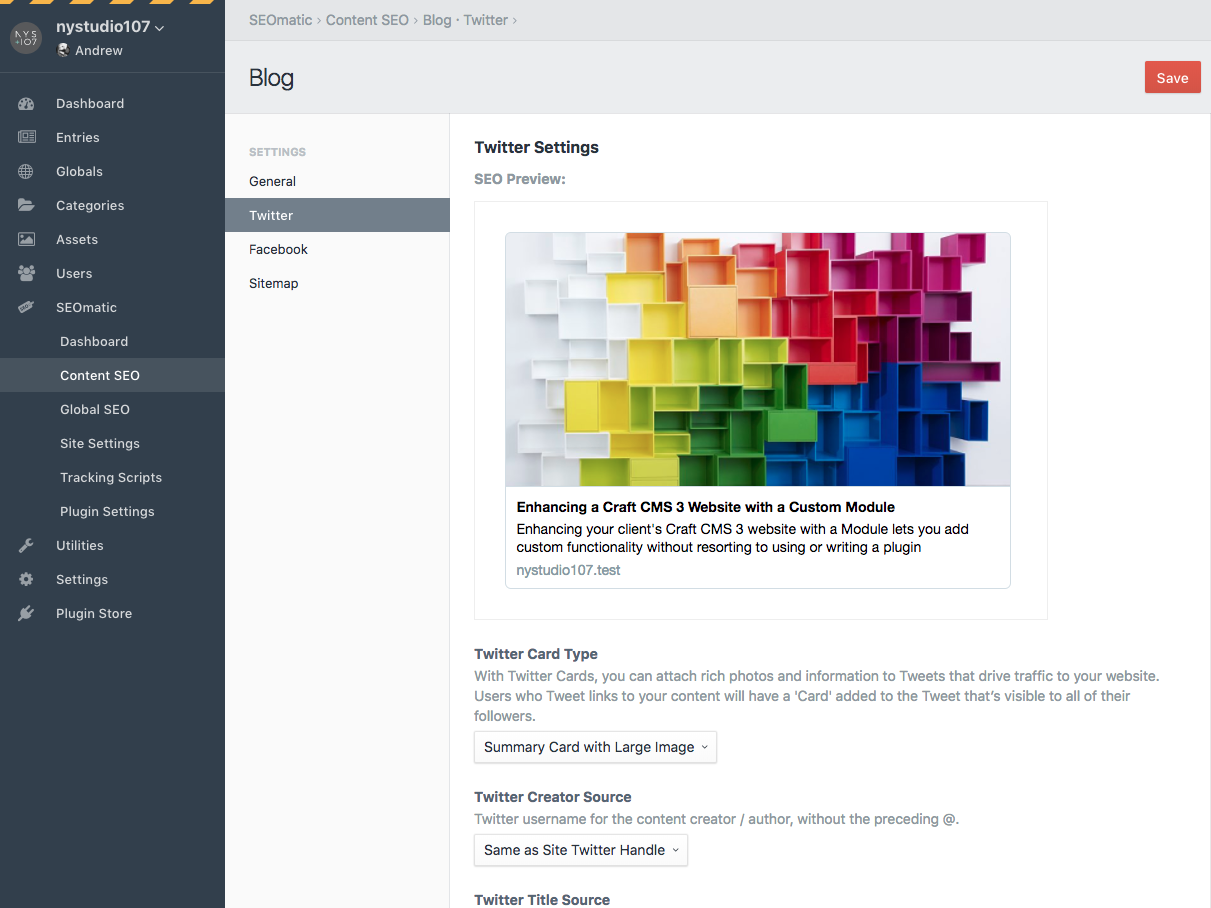 NYS
+107
nystudio107
Andrew
Dashboard
Entries
Globals
Categories
Assets
Users
SEOmatic
Dashboard
Content SEO
Global SEO
Site Settings
Tracking Scripts
Plugin Settings
Utilities
Settings
Plugin Store
SEOmatic › Content SEO › Blog · Twitter ›
Blog
Save
SETTINGS
General
Twitter
Facebook
Sitemap
Twitter Settings
SEO Preview:
Enhancing a Craft CMS 3 Website with a Custom Module
Enhancing your client's Craft CMS 3 website with a Module lets you add
custom functionality without resorting to using or writing a plugin
nystudio107.test
Twitter Card Type
With Twitter Cards, you can attach rich photos and information to Tweets that drive traffic to your website.
Users who Tweet links to your content will have a 'Card' added to the Tweet that’s visible to all of their
followers.
Summary Card with Large Image
Twitter Creator Source
Twitter username for the content creator / author, without the preceding @.
Same as Site Twitter Handle
Twitter Title Source